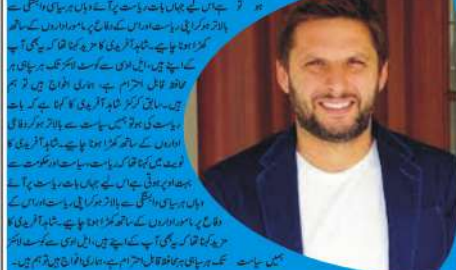 ہو تو ہے اس لیے جہاں بات ریاست پر آئے وہاں ہر سیاسی وابستگی سے
بالاتر ہو کر اپنی ریاست اور اس کے دفاع پر مامور اداروں کے ساتھ
کھڑا ہونا چاہیے۔ شاہد آفریدی کا مزید کہنا تھا کہ یہ بھی آپ
کے اپنے ہیں، ایل او سی سے کوسٹ لائنز تک ہر سپاہی ہر
محافظ قابل احترام ہے، ہماری افواج ہیں تو ہم
ہیں۔ سابق کرکٹر شاہد آفریدی کا کہنا ہے کہ بات
ریاست کی ہو تو ہمیں سیاست سے بالاتر ہو کر دفاعی
اداروں کے ساتھ کھڑا ہونا چاہیے۔ شاہد آفریدی کا
ٹویٹ میں کہنا تھا کہ ریاست، سیاست اور حکومت سے
بہت اوپر ہوتی ہے اس لیے جہاں بات ریاست پر آئے
وہاں ہر سیاسی وابستگی سے بالاتر ہو کر اپنی ریاست اور اس کے
دفاع پر مامور اداروں کے ساتھ کھڑا ہونا چاہیے۔ شاہد آفریدی کا
مزید کہنا تھا کہ یہ بھی آپ کے اپنے ہیں، ایل او سی سے کوسٹ لائنز
ہمیں سیاست تک ہر سپاہی ہر محافظ قابل احترام ہے، ہماری افواج ہیں تو ہم ہیں۔